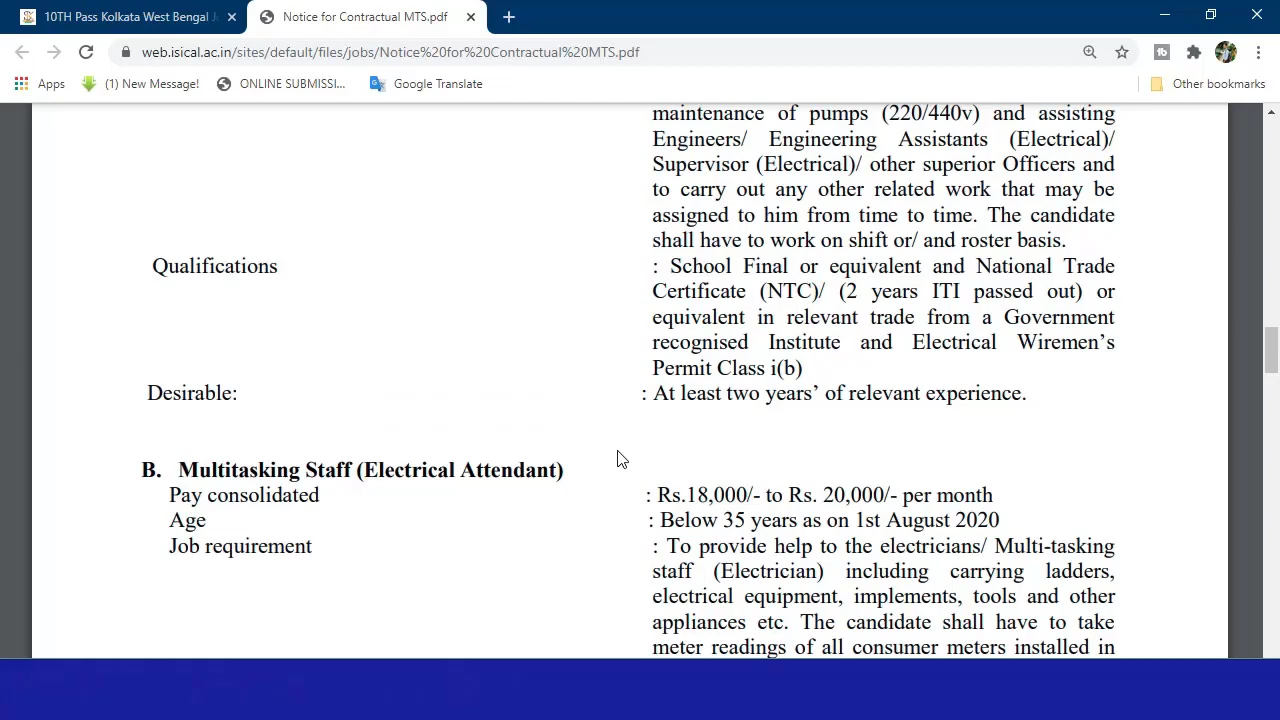 10TH Pass Kolkata West Bengal J
Notice for Contractual MTS.pdf
web.isical.ac.in/sites/default/files/jobs/Notice%20for%20Contractual%20MTS.pdf
Apps
(1) New Message!
ONLINE SUBMISSI...
Google Translate
Other bookmarks
maintenance of pumps (220/440v) and assisting
Engineers/ Engineering Assistants (Electrical)/
Supervisor (Electrical)/ other superior Officers and
to carry out any other related work that may be
assigned to him from time to time. The candidate
shall have to work on shift or/ and roster basis.
Qualifications : School Final or equivalent and National Trade
Certificate (NTC)/ (2 years ITI passed out) or
equivalent in relevant trade from a Government
recognised Institute and Electrical Wiremen’s
Permit Class i(b)
Desirable: : At least two years’ of relevant experience.
B. Multitasking Staff (Electrical Attendant)
Pay consolidated : Rs.18,000/- to Rs. 20,000/- per month
Age : Below 35 years as on 1st August 2020
Job requirement : To provide help to the electricians/ Multi-tasking
staff (Electrician) including carrying ladders,
electrical equipment, implements, tools and other
appliances etc. The candidate shall have to take
meter readings of all consumer meters installed in